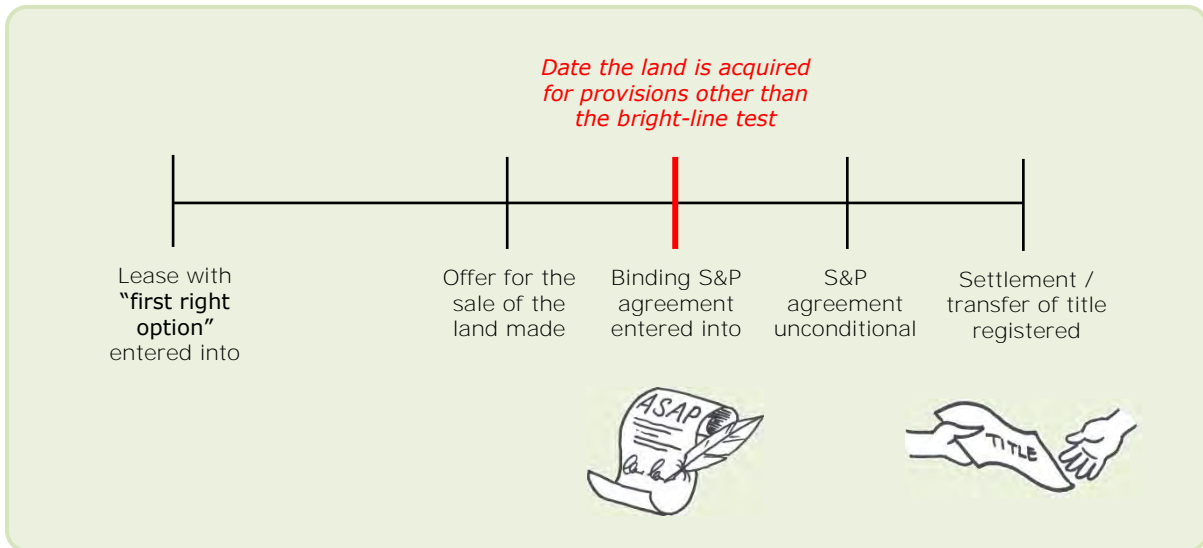 Date the land is acquired
for provisions other than
the bright-line test
Lease with
“first right
option”
entered into
Offer for the
sale of the
land made
Binding S&P
agreement
entered into
S&P
agreement
unconditional
Settlement /
transfer of title
registered
ASAP
TITLE